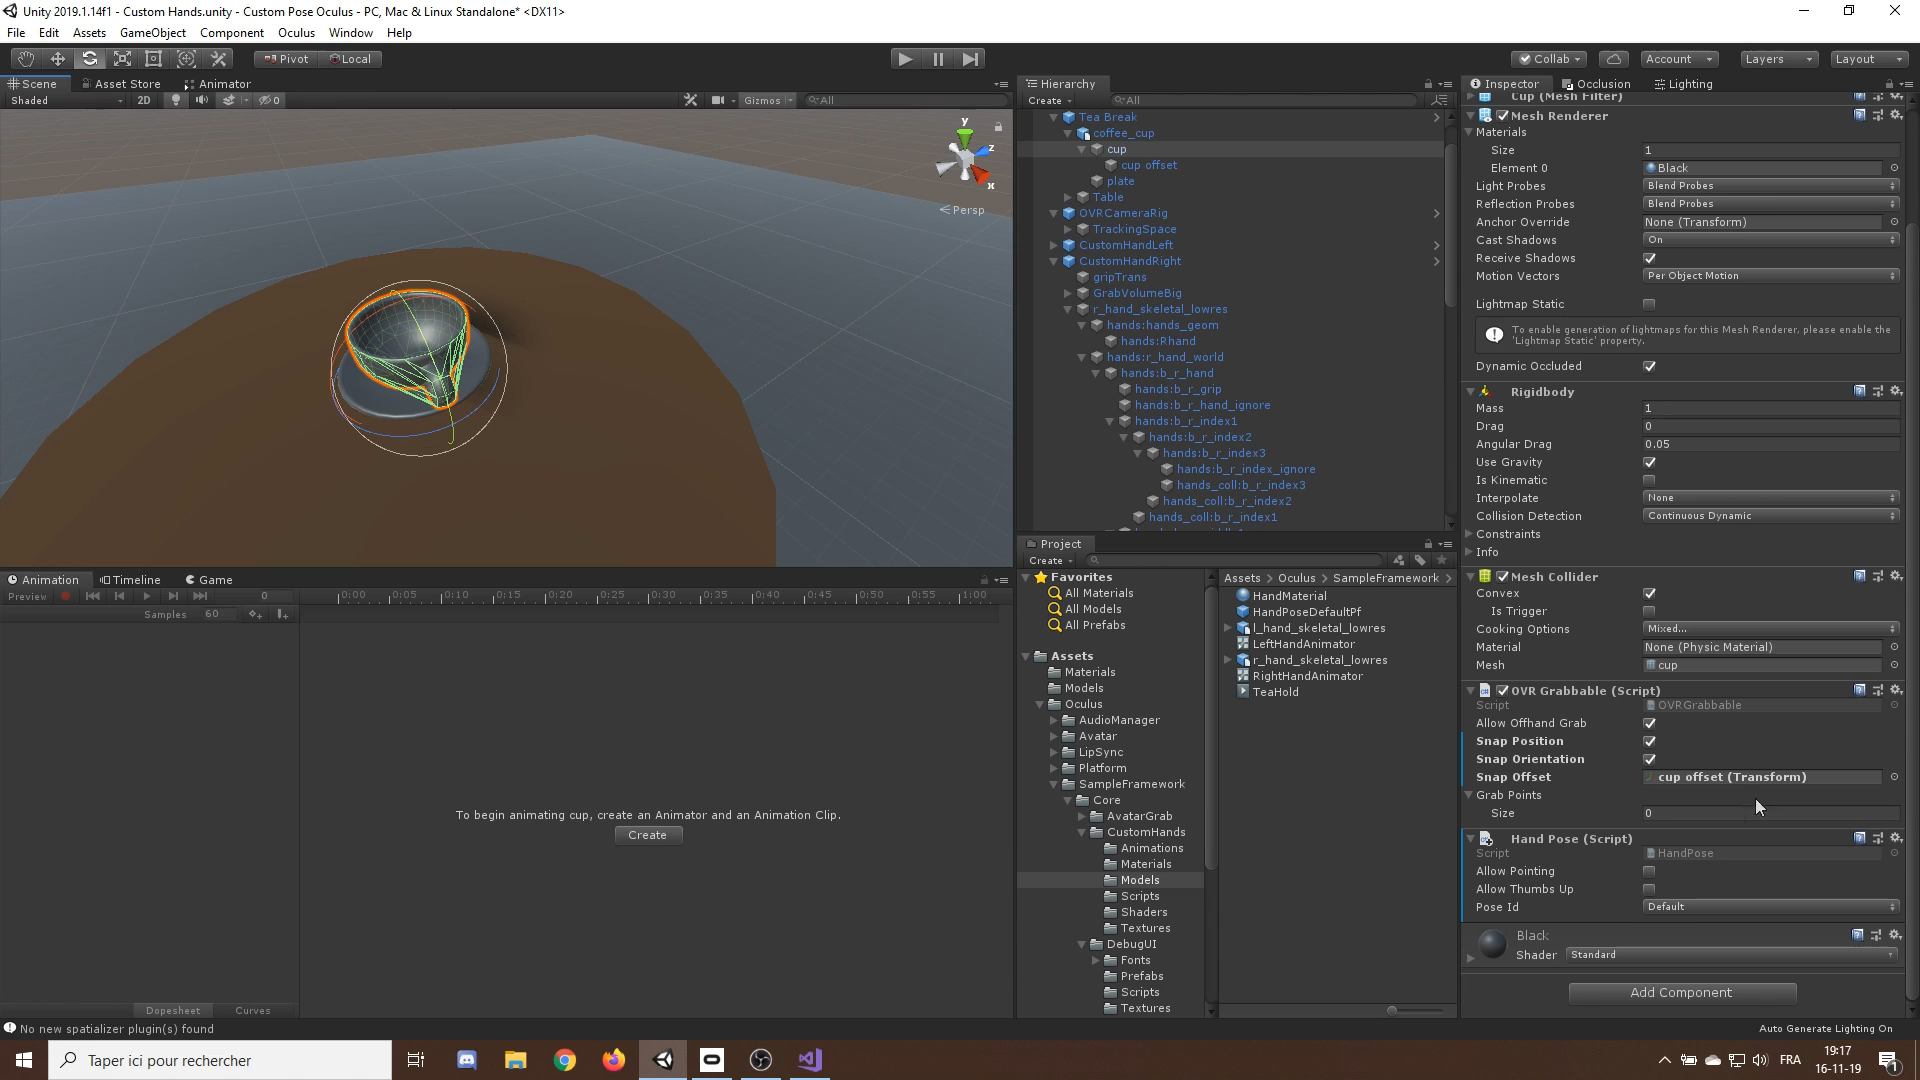 Unity 2019.1.14f1 - Custom Hands.unity - Custom Pose Oculus - PC, Mac & Linux Standalone* <DX11>
File Edit Assets GameObject Component Oculus Window Help
Pivot Local Collab Account Layers Layout
Scene Asset Store Animator
Shaded 2D 0 Gizmos All
y
z
x
Persp
Animation Timeline Game
Preview 0 0:00 0:05 0:10 0:15 0:20 0:25 0:30 0:35 0:40 0:45 0:50 0:55 1:00
Samples 60
To begin animating cup, create an Animator and an Animation Clip.
Create
Dopesheet Curves
Hierarchy
Create All
Tea Break
coffee_cup
cup
cup offset
plate
Table
OVRCameraRig
TrackingSpace
CustomHandLeft
CustomHandRight
gripTrans
GrabVolumeBig
r_hand_skeletal_lowres
hands:hands_geom
hands:Rhand
hands:r_hand_world
hands:b_r_hand
hands:b_r_grip
hands:b_r_hand_ignore
hands:b_r_index1
hands:b_r_index2
hands:b_r_index3
hands:b_r_index_ignore
hands_coll:b_r_index3
hands_coll:b_r_index2
hands_coll:b_r_index1
Project
Create
Favorites
All Materials
All Models
All Prefabs
Assets
Materials
Models
Oculus
AudioManager
Avatar
LipSync
Platform
SampleFramework
Core
AvatarGrab
CustomHands
Animations
Materials
Models
Scripts
Shaders
Textures
DebugUI
Fonts
Prefabs
Scripts
Textures
Assets > Oculus > SampleFramework >
HandMaterial
HandPoseDefaultPf
l_hand_skeletal_lowres
LeftHandAnimator
r_hand_skeletal_lowres
RightHandAnimator
TeaHold
Inspector Occlusion Lighting
Cup (Mesh Filter)
Mesh Renderer
Materials
Size 1
Element 0 Black
Light Probes Blend Probes
Reflection Probes Blend Probes
Anchor Override None (Transform)
Cast Shadows On
Receive Shadows
Motion Vectors Per Object Motion
Lightmap Static
To enable generation of lightmaps for this Mesh Renderer, please enable the
'Lightmap Static' property.
Dynamic Occluded
Rigidbody
Mass 1
Drag 0
Angular Drag 0.05
Use Gravity
Is Kinematic
Interpolate None
Collision Detection Continuous Dynamic
Constraints
Info
Mesh Collider
Convex
Is Trigger
Cooking Options Mixed...
Material None (Physic Material)
Mesh cup
OVR Grabbable (Script)
Script OVRGrabbable
Allow Offhand Grab
Snap Position
Snap Orientation
Snap Offset cup offset (Transform)
Grab Points
Size 0
Hand Pose (Script)
Script HandPose
Allow Pointing
Allow Thumbs Up
Pose Id Default
Black
Shader Standard
Add Component
No new spatializer plugin(s) found
Auto Generate Lighting On
Taper ici pour rechercher
FRA
19:17
16-11-19
1